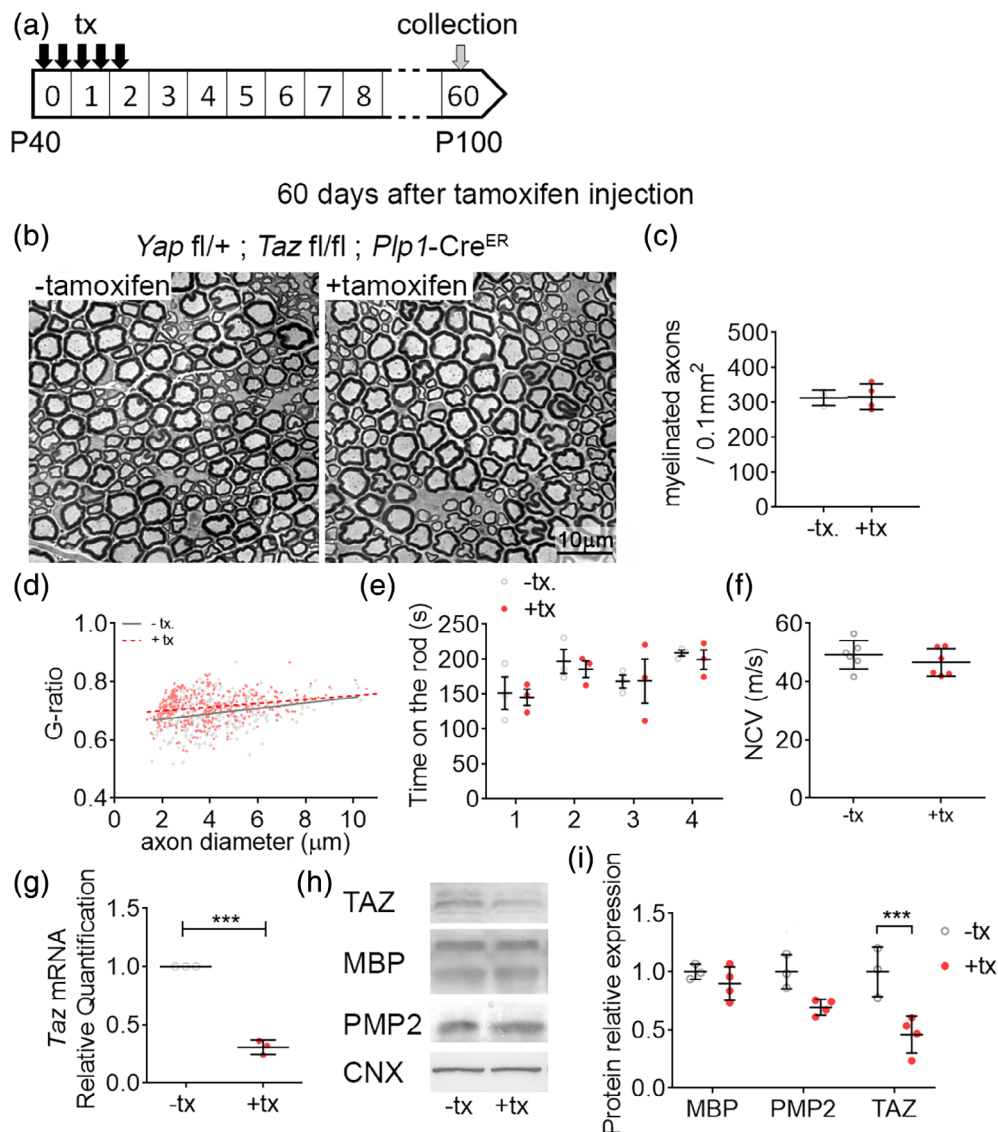 (a)
tx
collection
0 1 2 3 4 5 6 7 8 60
P40
P100
60 days after tamoxifen injection
(b)
Yap fl/+ ; Taz fl/fl ; Plp1-CreER
-tamoxifen
+tamoxifen
10μm
(c)
myelinated axons
/ 0.1mm2
500
400
300
200
100
0
-tx.
+tx
(d)
G-ratio
1.0
0.8
0.6
0.4
- tx.
+ tx
0 2 4 6 8 10
axon diameter (μm)
(e)
-tx.
+tx
Time on the rod (s)
250
200
150
100
50
0
1 2 3 4
(f)
NCV (m/s)
60
40
20
0
-tx
+tx
(g)
Taz mRNA
Relative Quantification
1.5
1.0
0.5
0.0
***
-tx
+tx
(h)
TAZ
MBP
PMP2
CNX
-tx +tx
(i)
Protein relative expression
1.5
1.0
0.5
0.0
***
-tx
+tx
MBP PMP2 TAZ